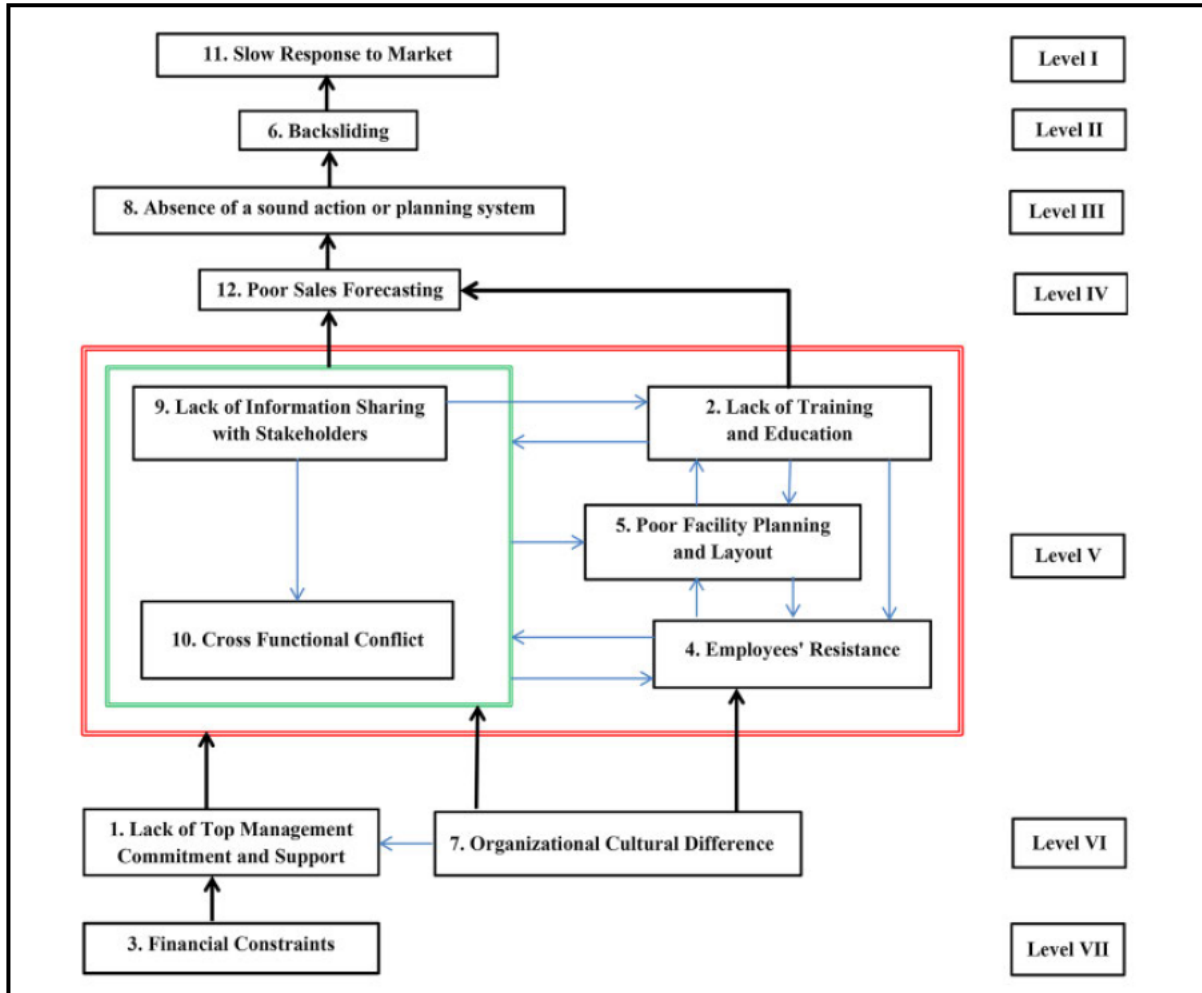 11. Slow Response to Market
Level I
6. Backsliding
Level II
8. Absence of a sound action or planning system
Level III
12. Poor Sales Forecasting
Level IV
9. Lack of Information Sharing
with Stakeholders
2. Lack of Training
and Education
5. Poor Facility Planning
and Layout
Level V
10. Cross Functional Conflict
4. Employees' Resistance
1. Lack of Top Management
Commitment and Support
7. Organizational Cultural Difference
Level VI
3. Financial Constraints
Level VII